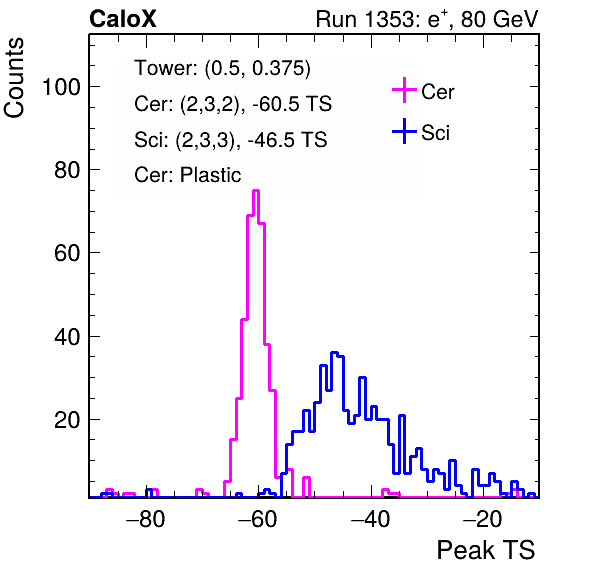 CaloX Run 1353: e⁺, 80 GeV
Counts
Tower: (0.5, 0.375)
Cer: (2,3,2), -60.5 TS
Sci: (2,3,3), -46.5 TS
Cer: Plastic
Cer
Sci
100
80
60
40
20
−80 −60 −40 −20
Peak TS